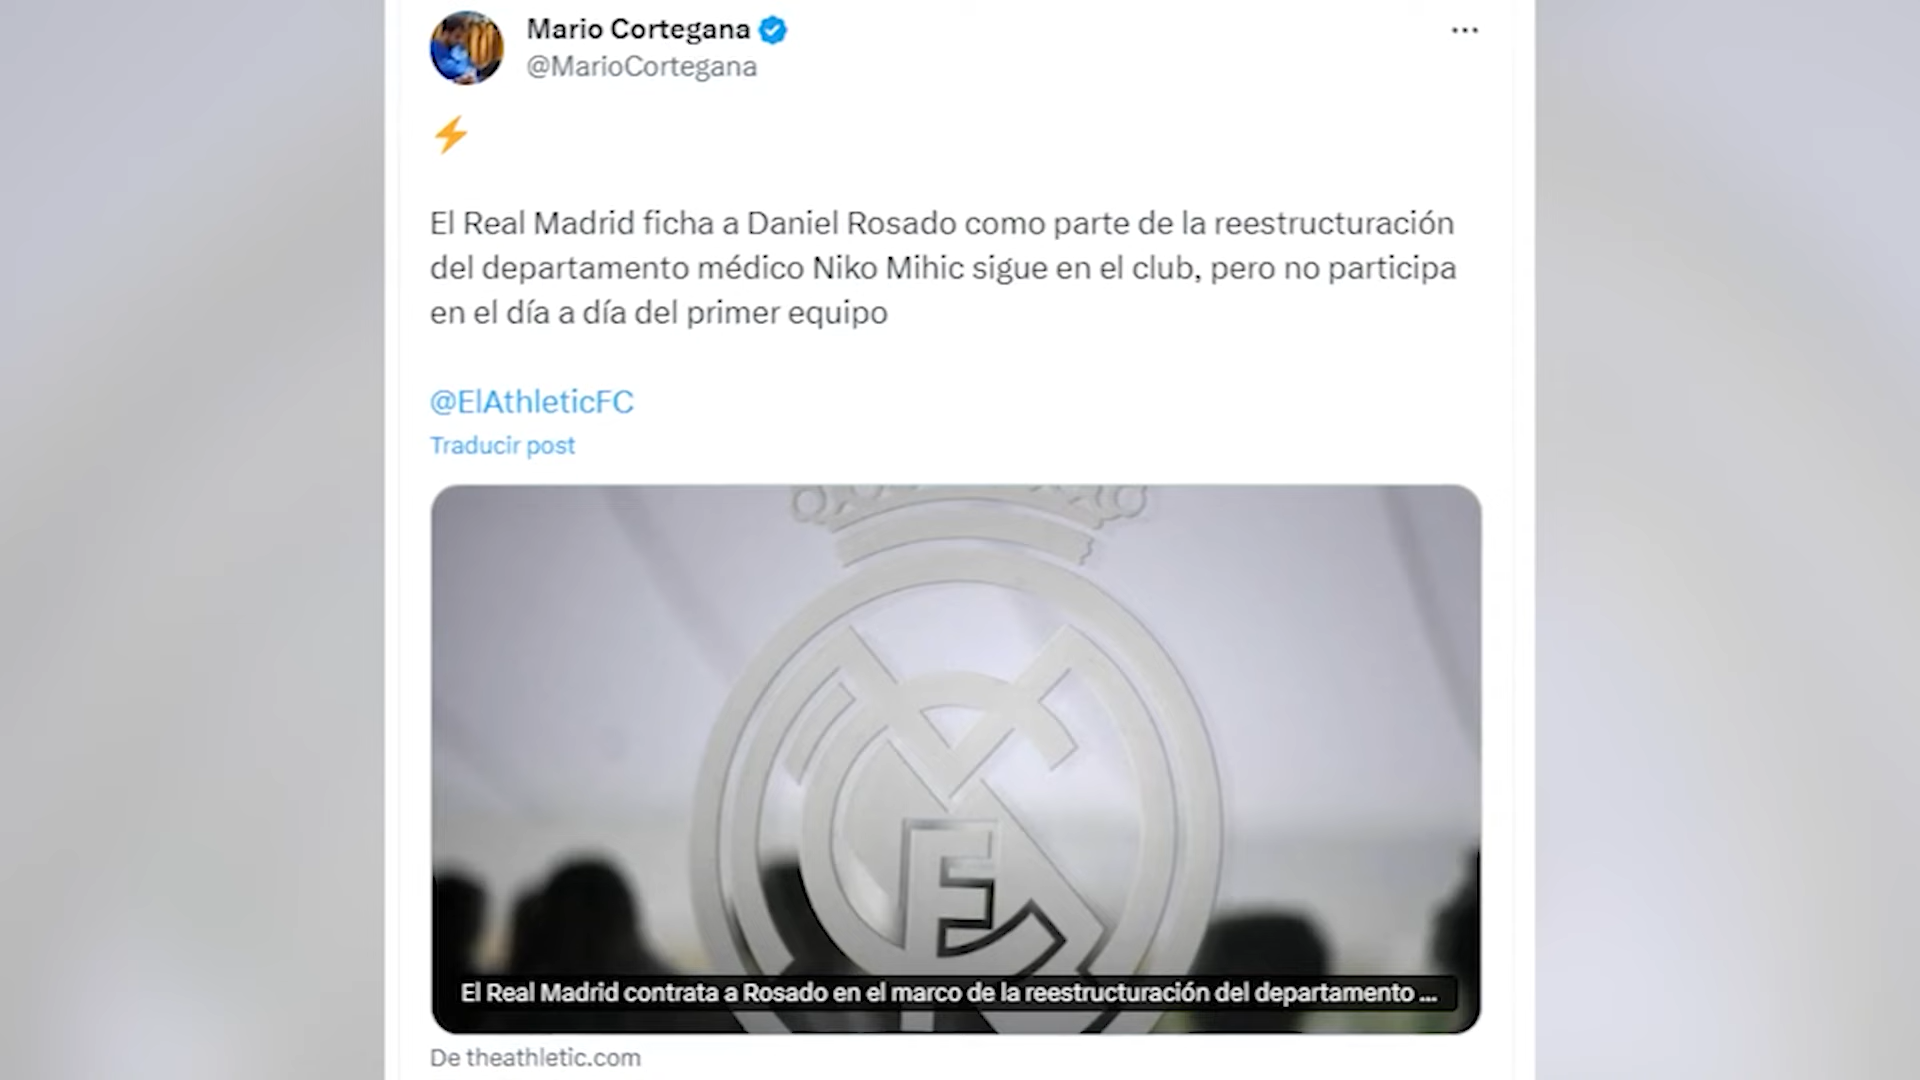 Mario Cortegana
@MarioCortegana
El Real Madrid ficha a Daniel Rosado como parte de la reestructuración
del departamento médico Niko Mihic sigue en el club, pero no participa
en el día a día del primer equipo
@ElAthleticFC
Traducir post
El Real Madrid contrata a Rosado en el marco de la reestructuración del departamento ...
De theathletic.com